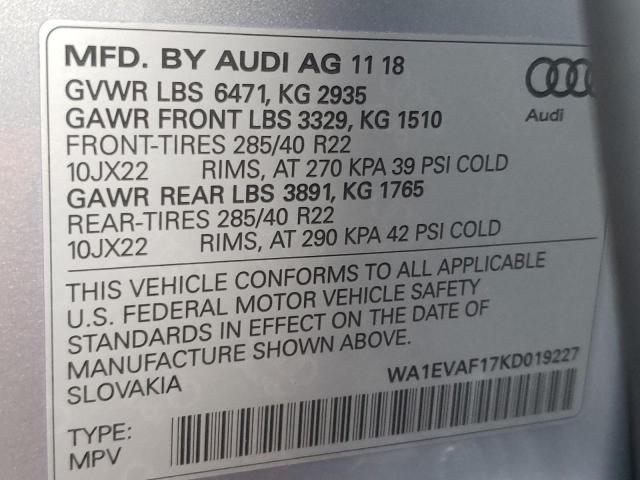 MFD. BY AUDI AG 11 18
GVWR LBS 6471, KG 2935
GAWR FRONT LBS 3329, KG 1510
FRONT-TIRES 285/40 R22
10JX22 RIMS, AT 270 KPA 39 PSI COLD
GAWR REAR LBS 3891, KG 1765
REAR-TIRES 285/40 R22
10JX22 RIMS, AT 290 KPA 42 PSI COLD
Audi
THIS VEHICLE CONFORMS TO ALL APPLICABLE
U.S. FEDERAL MOTOR VEHICLE SAFETY
STANDARDS IN EFFECT ON THE DATE OF
MANUFACTURE SHOWN ABOVE.
SLOVAKIA
WA1EVAF17KD019227
TYPE:
MPV